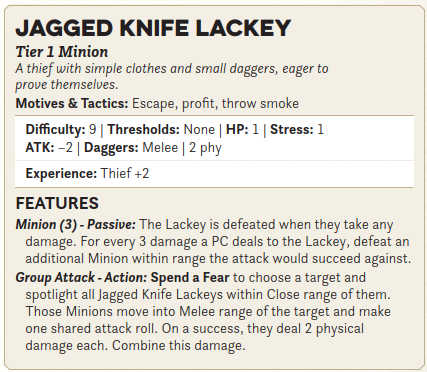 JAGGED KNIFE LACKEY
Tier 1 Minion
A thief with simple clothes and small daggers, eager to
prove themselves.
Motives & Tactics: Escape, profit, throw smoke
Difficulty: 9 | Thresholds: None | HP: 1 | Stress: 1
ATK: −2 | Daggers: Melee | 2 phy
Experience: Thief +2
FEATURES
Minion (3) - Passive: The Lackey is defeated when they take any
damage. For every 3 damage a PC deals to the Lackey, defeat an
additional Minion within range the attack would succeed against.
Group Attack - Action: Spend a Fear to choose a target and
spotlight all Jagged Knife Lackeys within Close range of them.
Those Minions move into Melee range of the target and make
one shared attack roll. On a success, they deal 2 physical
damage each. Combine this damage.